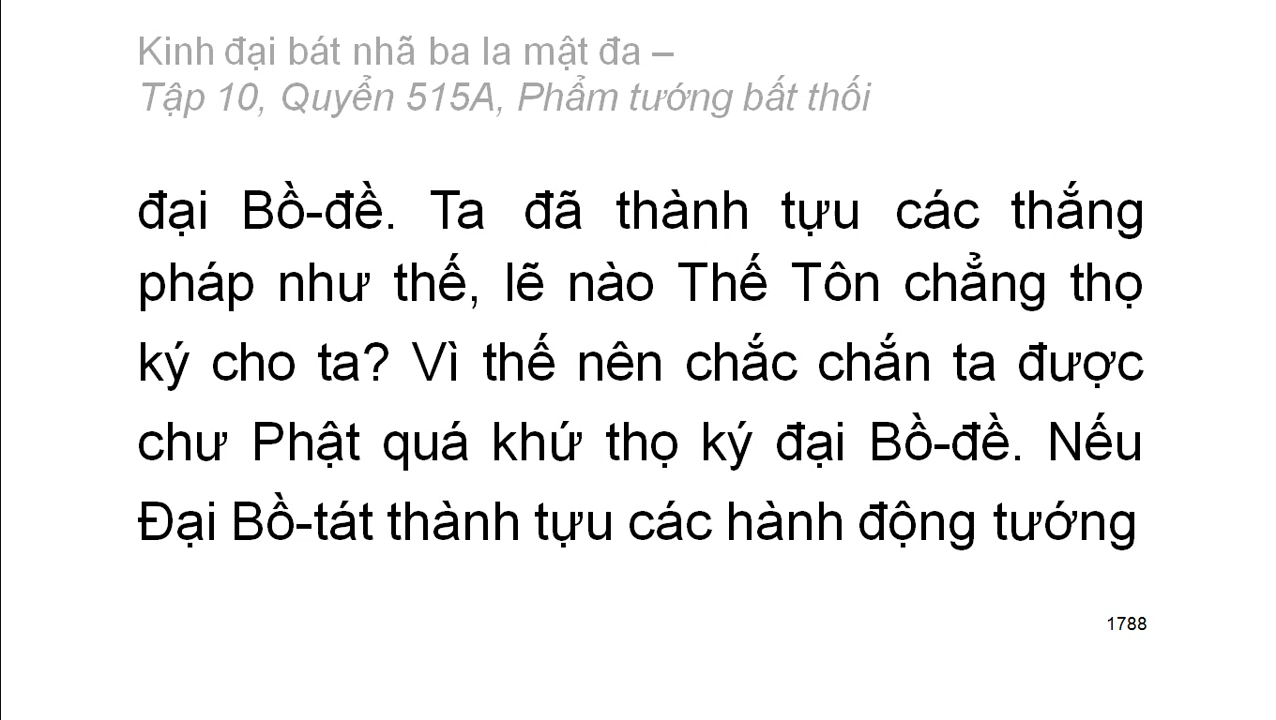 Kinh đại bát nhã ba la mật đa –
Tập 10, Quyển 515A, Phẩm tướng bất thối
đại Bồ-đề. Ta đã thành tựu các thắng
pháp như thế, lẽ nào Thế Tôn chẳng thọ
ký cho ta? Vì thế nên chắc chắn ta được
chư Phật quá khứ thọ ký đại Bồ-đề. Nếu
Đại Bồ-tát thành tựu các hành động tướng
1788